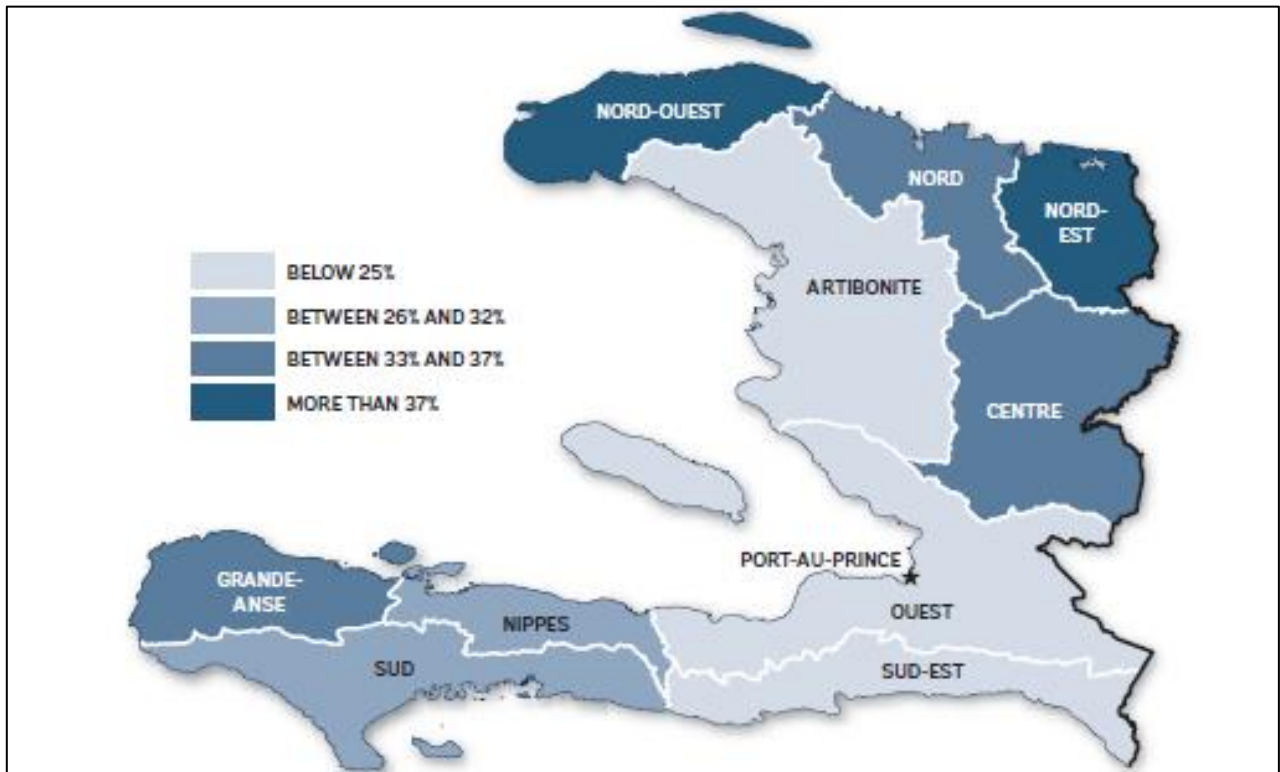 NORD-OUEST
NORD
NORD-
EST
BELOW 25%
ARTIBONITE
BETWEEN 26% AND 32%
BETWEEN 33% AND 37%
MORE THAN 37%
CENTRE
PORT-AU-PRINCE
GRANDE-
ANSE
OUEST
NIPPES
SUD
SUD-EST